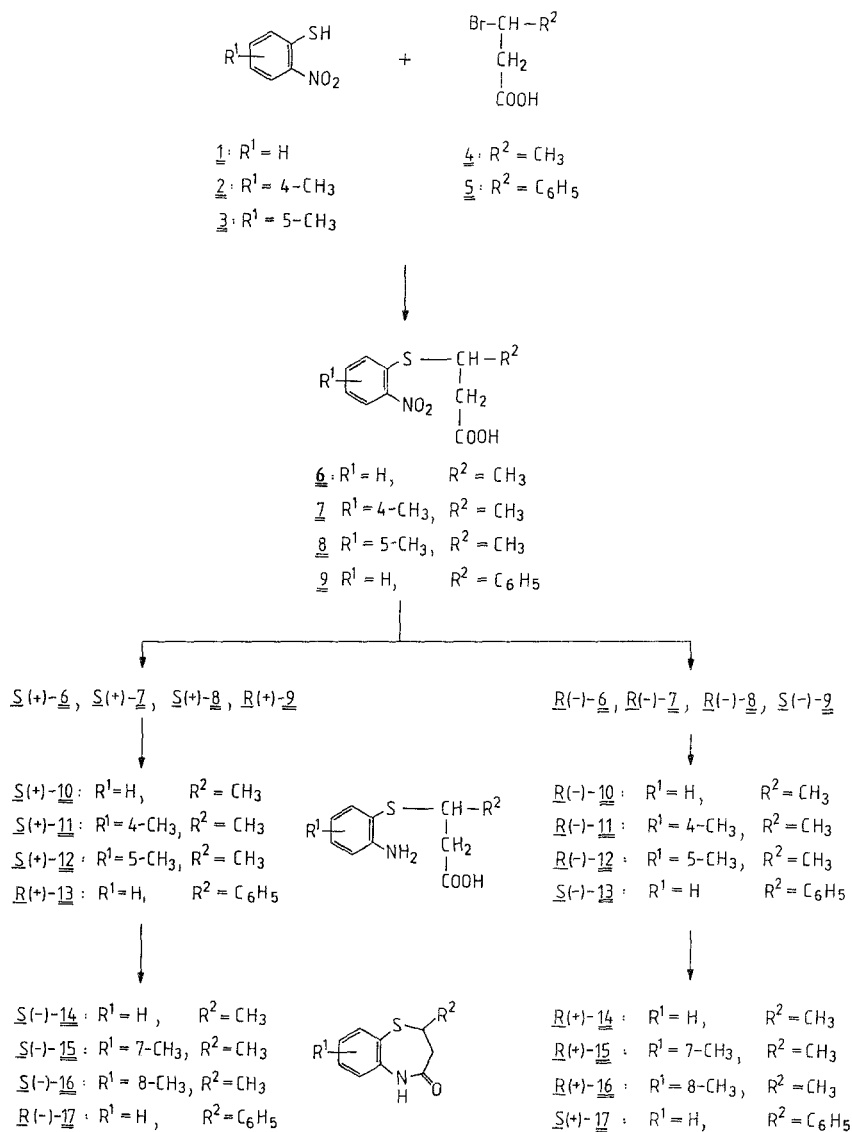 R¹ SH NO₂ + Br–CH–R² CH₂ COOH
1: R¹ = H
2: R¹ = 4-CH₃
3: R¹ = 5-CH₃
4: R² = CH₃
5: R² = C₆H₅
R¹ S — CH–R² NO₂ CH₂ COOH
6: R¹ = H, R² = CH₃
7 R¹ = 4-CH₃, R² = CH₃
8 R¹ = 5-CH₃, R² = CH₃
9 R¹ = H, R² = C₆H₅
S(+)-6, S(+)-7, S(+)-8, R(+)-9
R(-)-6, R(-)-7, R(-)-8, S(-)-9
S(+)-10: R¹=H, R² = CH₃
S(+)-11: R¹=4-CH₃, R² = CH₃
S(+)-12: R¹=5-CH₃, R² = CH₃
R(+)-13: R¹=H, R² = C₆H₅
R¹ S — CH–R² NH₂ CH₂ COOH
R(-)-10: R¹ = H, R² = CH₃
R(-)-11: R¹ = 4-CH₃, R² = CH₃
R(-)-12: R¹ = 5-CH₃, R² = CH₃
S(-)-13: R¹ = H R² = C₆H₅
S(-)-14: R¹ = H, R² = CH₃
S(-)-15: R¹ = 7-CH₃, R² = CH₃
S(-)-16: R¹ = 8-CH₃, R² = CH₃
R(-)-17: R¹ = H, R² = C₆H₅
R¹ S R² N H O
R(+)-14: R¹ = H, R² = CH₃
R(+)-15: R¹ = 7-CH₃, R² = CH₃
R(+)-16: R¹ = 8-CH₃, R² = CH₃
S(+)-17: R¹ = H, R² = C₆H₅